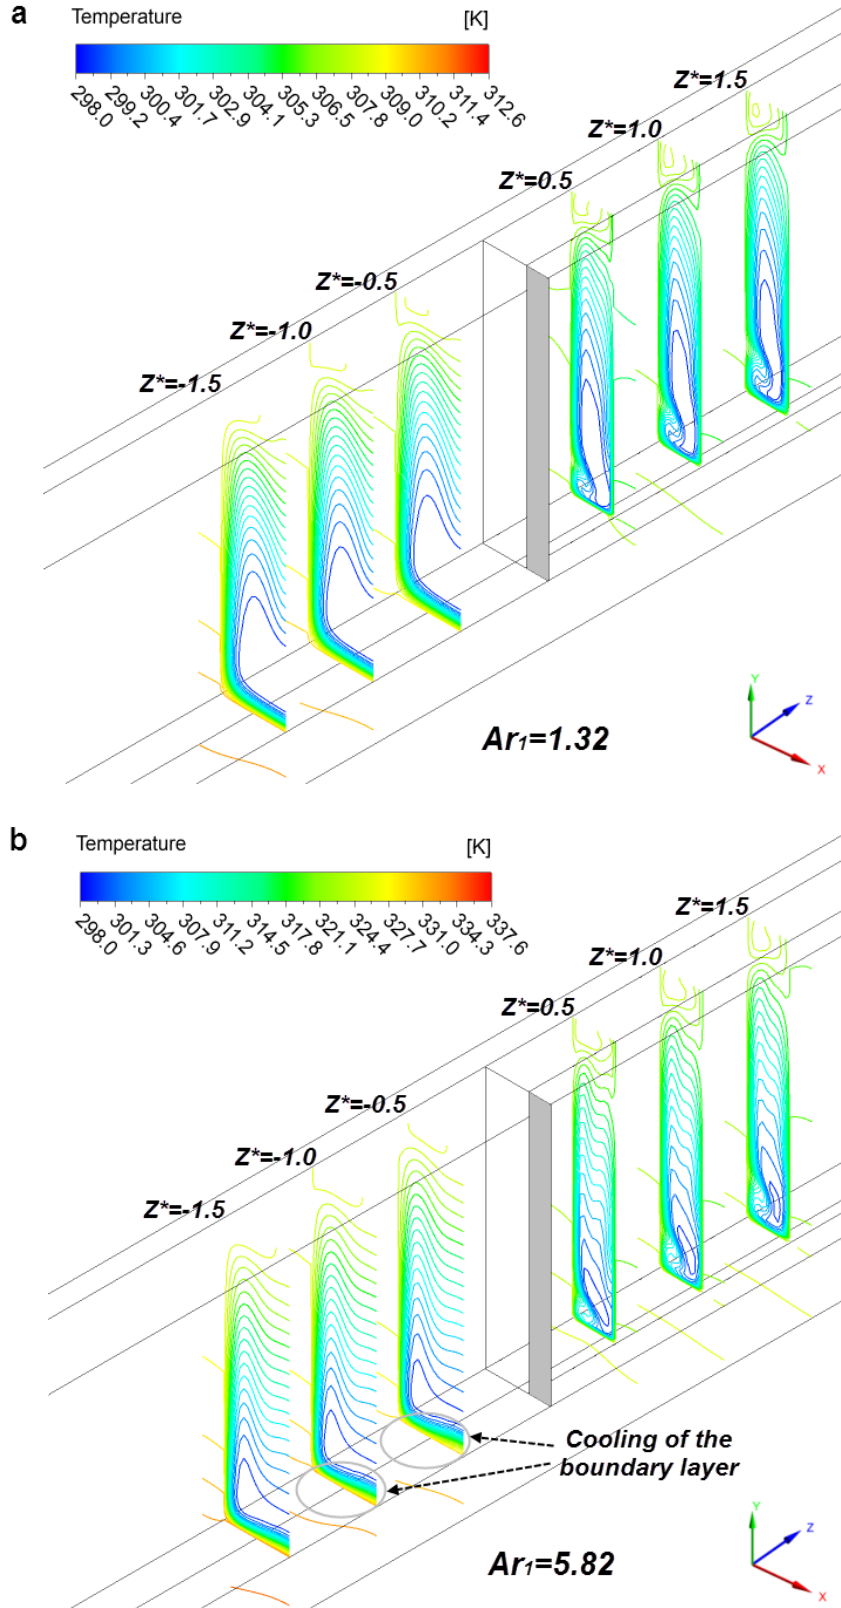 a
Temperature [K]
298.0 299.2 300.4 301.7 302.9 304.1 305.3 306.5 307.8 309.0 310.2 311.4 312.6
Z*=1.5
Z*=1.0
Z*=0.5
Z*=-0.5
Z*=-1.0
Z*=-1.5
Ar1=1.32
Y
Z
X
b
Temperature [K]
298.0 301.3 304.6 307.9 311.2 314.5 317.8 321.1 324.4 327.7 331.0 334.3 337.6
Z*=1.5
Z*=1.0
Z*=0.5
Z*=-0.5
Z*=-1.0
Z*=-1.5
Cooling of the
boundary layer
Ar1=5.82
Y
Z
X